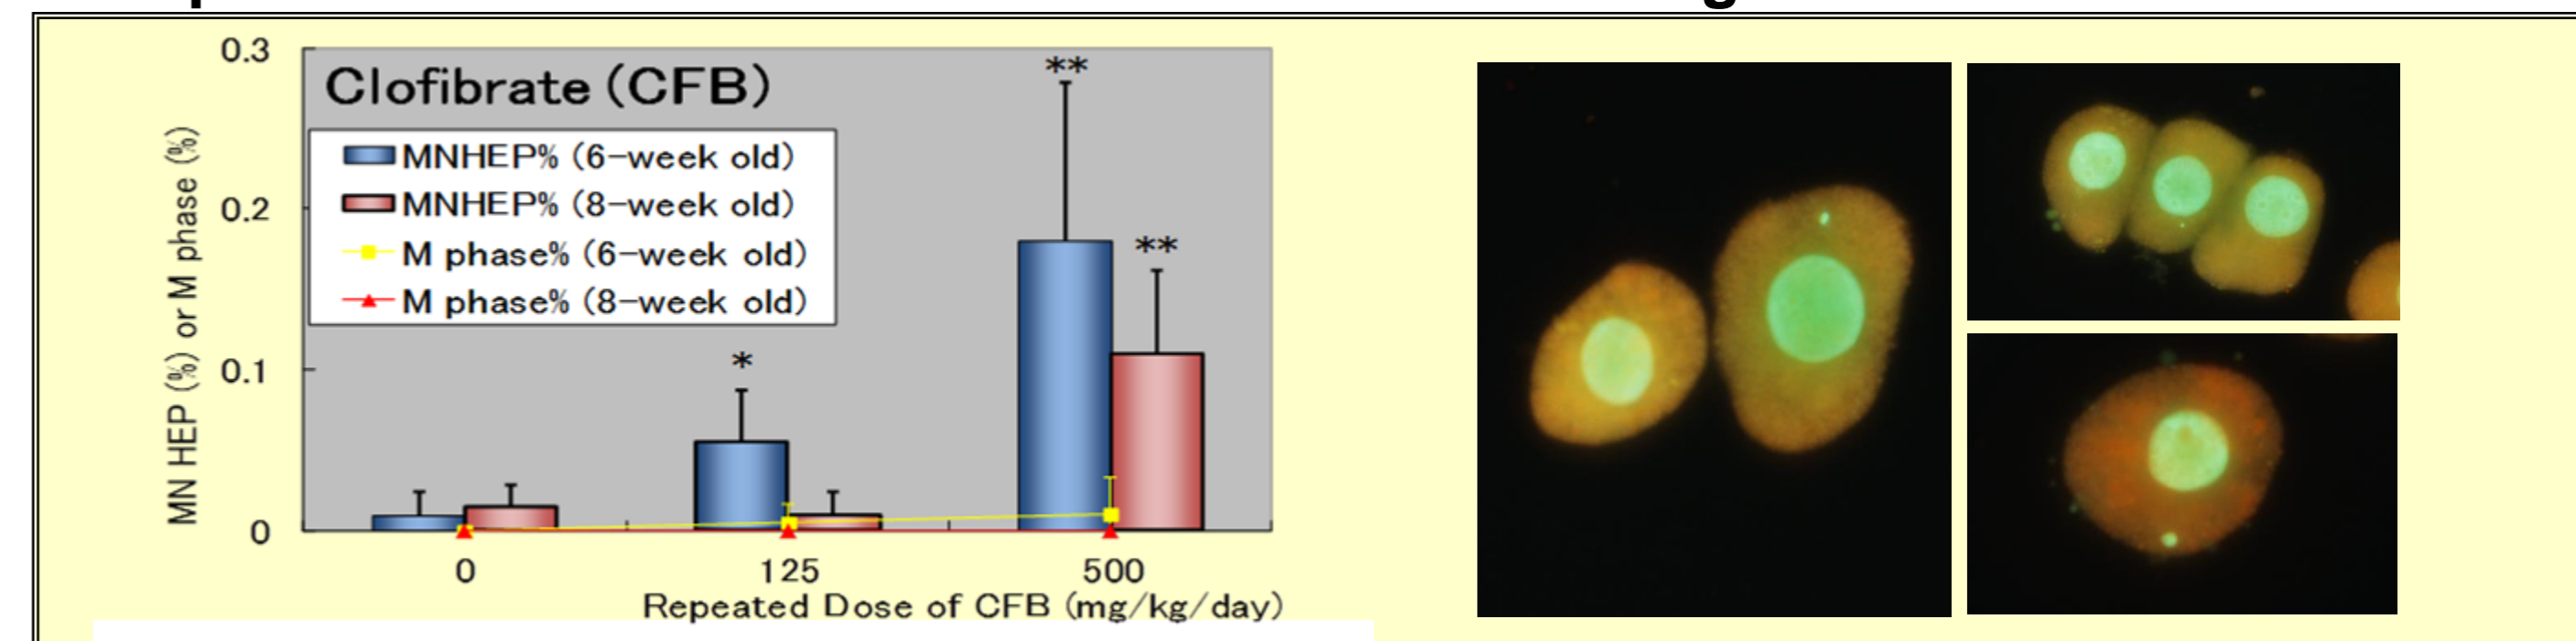 0.3
0.2
0.1
0
MN HEP (%) or M phase (%)
Clofibrate (CFB)
MNHEP% (6-week old)
MNHEP% (8-week old)
M phase% (6-week old)
M phase% (8-week old)
*
**
**
0 125 500
Repeated Dose of CFB (mg/kg/day)